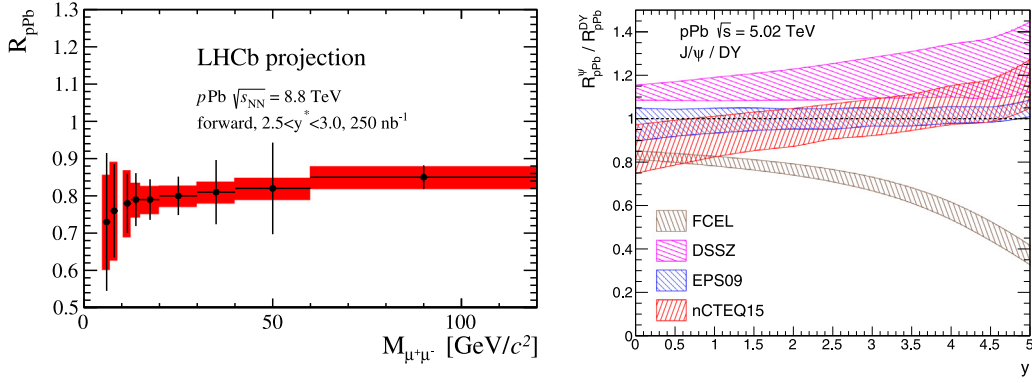 R_pPb
1.3
1.2
1.1
1
0.9
0.8
0.7
0.6
0.5
LHCb projection
pPb √s_NN = 8.8 TeV
forward, 2.5<y*<3.0, 250 nb⁻¹
0 50 100
M_μ⁺μ⁻ [GeV/c²]
R^ψ_pPb / R^DY_pPb
1.4
1.2
1
0.8
0.6
0.4
0.2
0
pPb √s = 5.02 TeV
J/ψ / DY
FCEL
DSSZ
EPS09
nCTEQ15
0 0.5 1 1.5 2 2.5 3 3.5 4 4.5 5
y